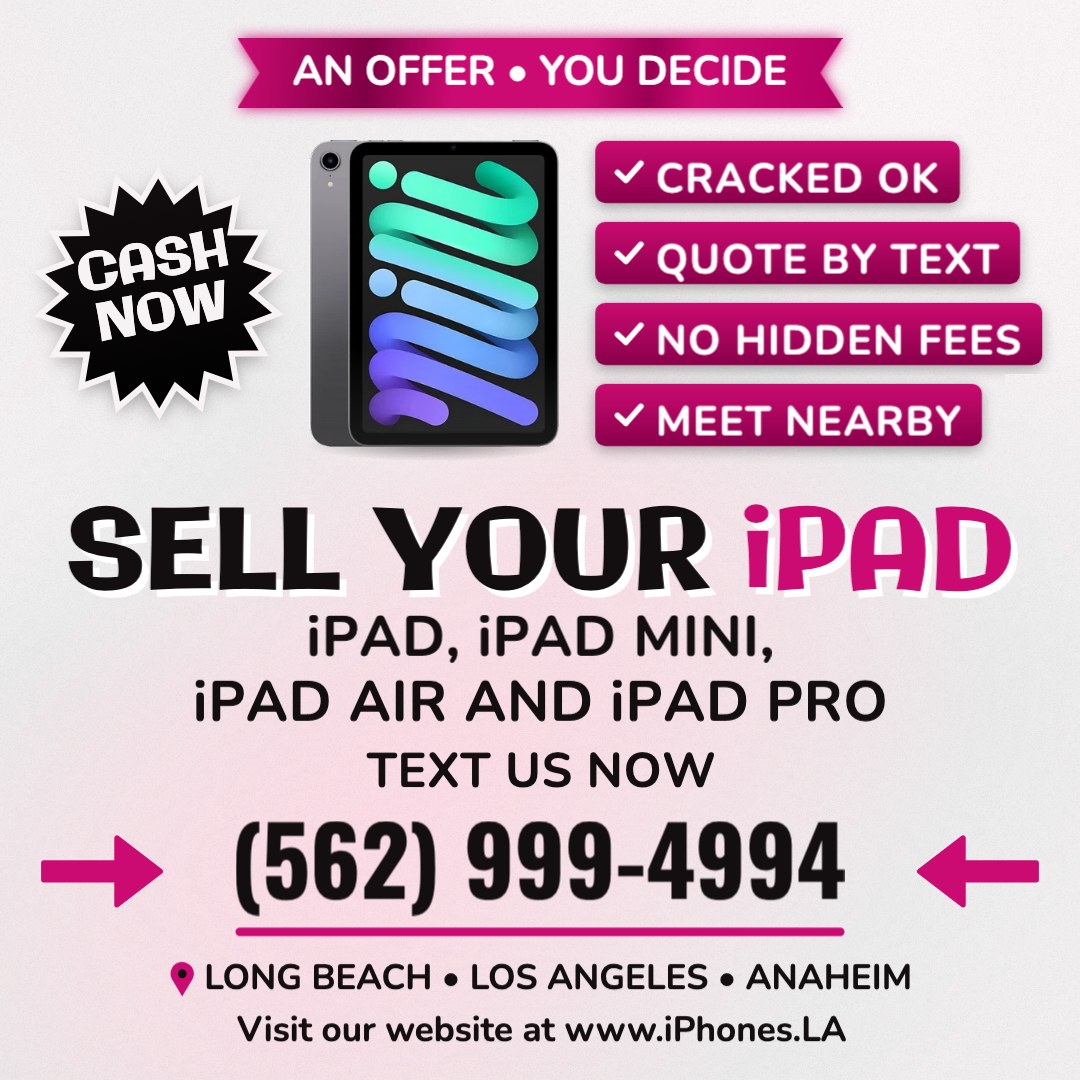 AN OFFER • YOU DECIDE
CASH
NOW
✓ CRACKED OK
✓ QUOTE BY TEXT
✓ NO HIDDEN FEES
✓ MEET NEARBY
SELL YOUR iPAD
iPAD, iPAD MINI,
iPAD AIR AND iPAD PRO
TEXT US NOW
(562) 999-4994
LONG BEACH • LOS ANGELES • ANAHEIM
Visit our website at www.iPhones.LA